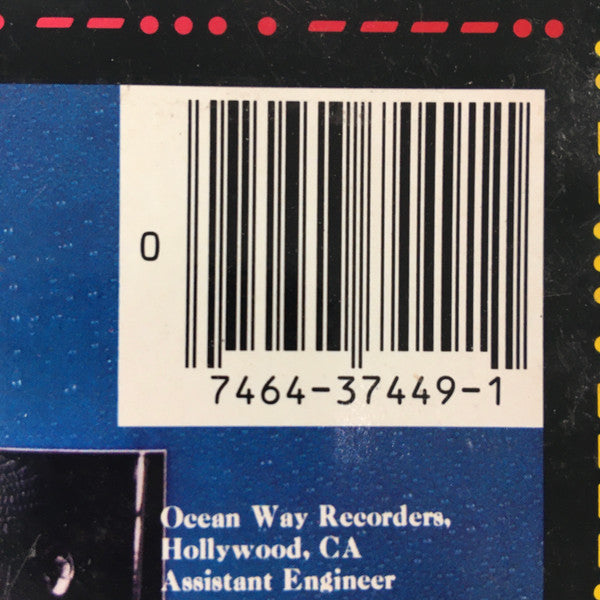 0
7464-37449-1
Ocean Way Recorders,
Hollywood, CA
Assistant Engineer